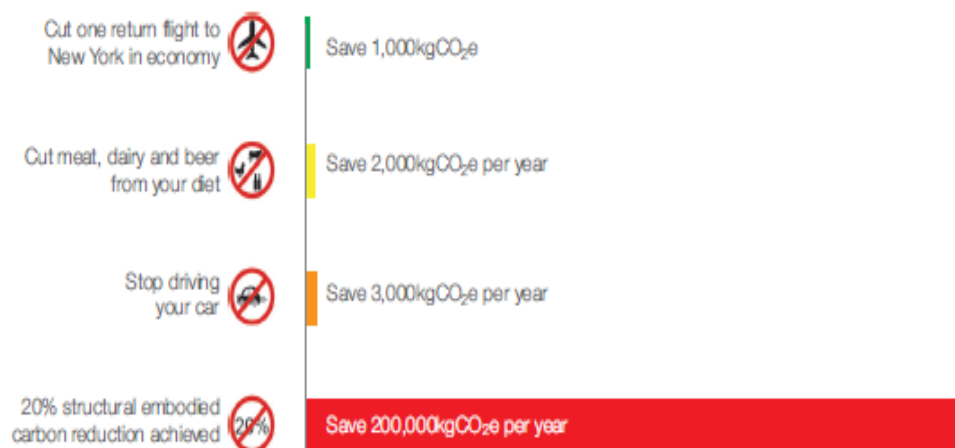 Cut one return flight to
New York in economy
Save 1,000kgCO₂e
Cut meat, dairy and beer
from your diet
Save 2,000kgCO₂e per year
Stop driving
your car
Save 3,000kgCO₂e per year
20% structural embodied
carbon reduction achieved
20%
Save 200,000kgCO₂e per year